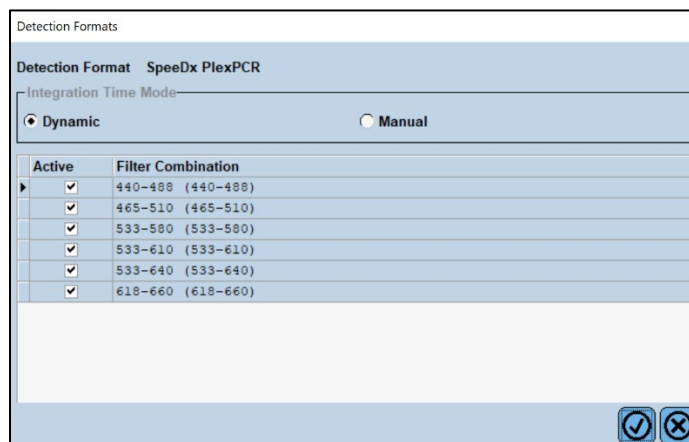 Detection Formats
Detection Format SpeeDx PlexPCR
Integration Time Mode
Dynamic Manual
Active Filter Combination
440-488 (440-488)
465-510 (465-510)
533-580 (533-580)
533-610 (533-610)
533-640 (533-640)
618-660 (618-660)